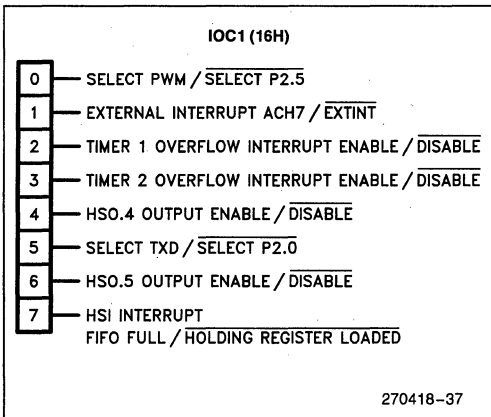 IOC1 (16H)
0 SELECT PWM / SELECT P2.5
1 EXTERNAL INTERRUPT ACH7 / EXTINT
2 TIMER 1 OVERFLOW INTERRUPT ENABLE / DISABLE
3 TIMER 2 OVERFLOW INTERRUPT ENABLE / DISABLE
4 HSO.4 OUTPUT ENABLE / DISABLE
5 SELECT TXD / SELECT P2.0
6 HSO.5 OUTPUT ENABLE / DISABLE
7 HSI INTERRUPT
FIFO FULL / HOLDING REGISTER LOADED
270418-37